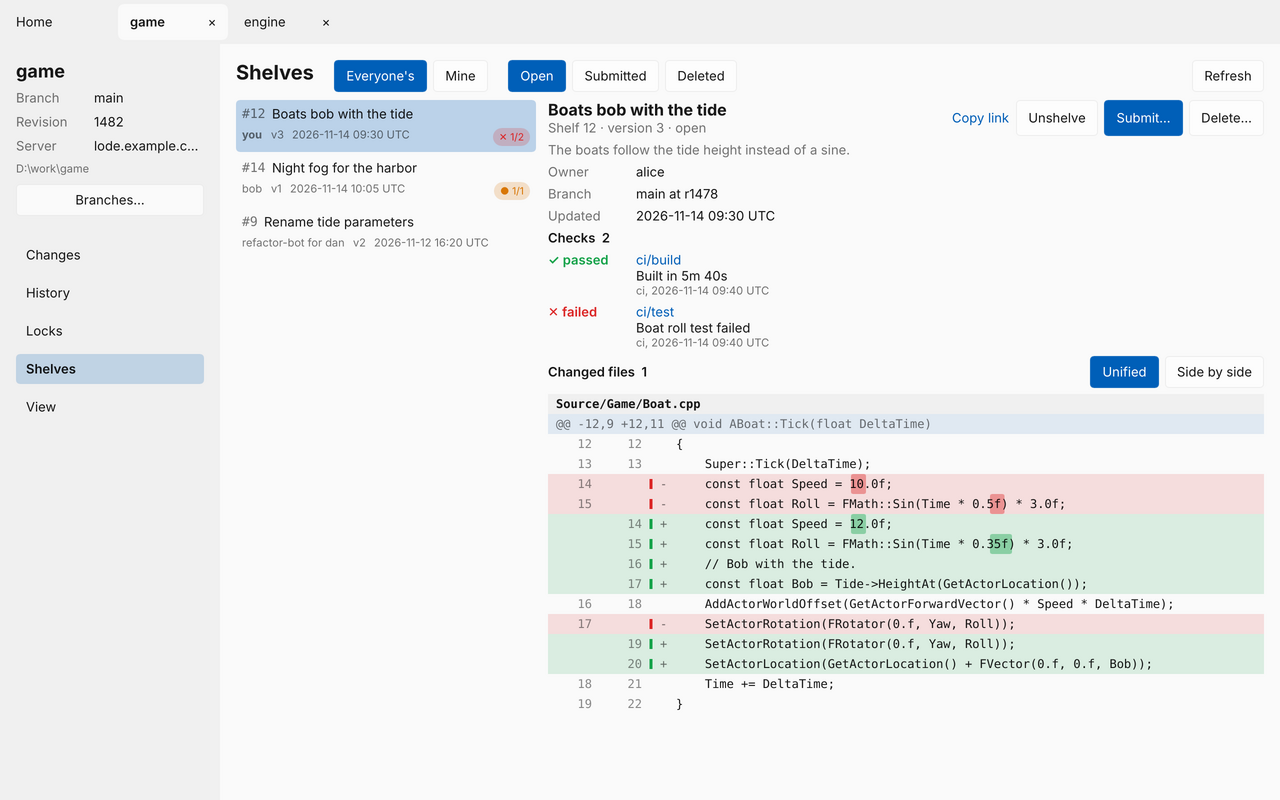 Home
game ×
engine ×
game
Branch main
Revision 1482
Server lode.example.c...
D:\work\game
Branches...
Changes
History
Locks
Shelves
View
Shelves Everyone's Mine Open Submitted Deleted Refresh
#12 Boats bob with the tide
you v3 2026-11-14 09:30 UTC ✕ 1/2
#14 Night fog for the harbor
bob v1 2026-11-14 10:05 UTC ● 1/1
#9 Rename tide parameters
refactor-bot for dan v2 2026-11-12 16:20 UTC
Boats bob with the tide
Shelf 12 · version 3 · open
Copy link Unshelve Submit... Delete...
The boats follow the tide height instead of a sine.
Owner alice
Branch main at r1478
Updated 2026-11-14 09:30 UTC
Checks 2
✓ passed ci/build
Built in 5m 40s
ci, 2026-11-14 09:40 UTC
✕ failed ci/test
Boat roll test failed
ci, 2026-11-14 09:40 UTC
Changed files 1 Unified Side by side
Source/Game/Boat.cpp
@@ -12,9 +12,11 @@ void ABoat::Tick(float DeltaTime)
12 12 {
13 13 Super::Tick(DeltaTime);
14 - const float Speed = 10.0f;
15 - const float Roll = FMath::Sin(Time * 0.5f) * 3.0f;
14 + const float Speed = 12.0f;
15 + const float Roll = FMath::Sin(Time * 0.35f) * 3.0f;
16 + // Bob with the tide.
17 + const float Bob = Tide->HeightAt(GetActorLocation());
16 18 AddActorWorldOffset(GetActorForwardVector() * Speed * DeltaTime);
17 - SetActorRotation(FRotator(0.f, Yaw, Roll));
19 + SetActorRotation(FRotator(0.f, Yaw, Roll));
20 + SetActorLocation(GetActorLocation() + FVector(0.f, 0.f, Bob));
18 21 Time += DeltaTime;
19 22 }